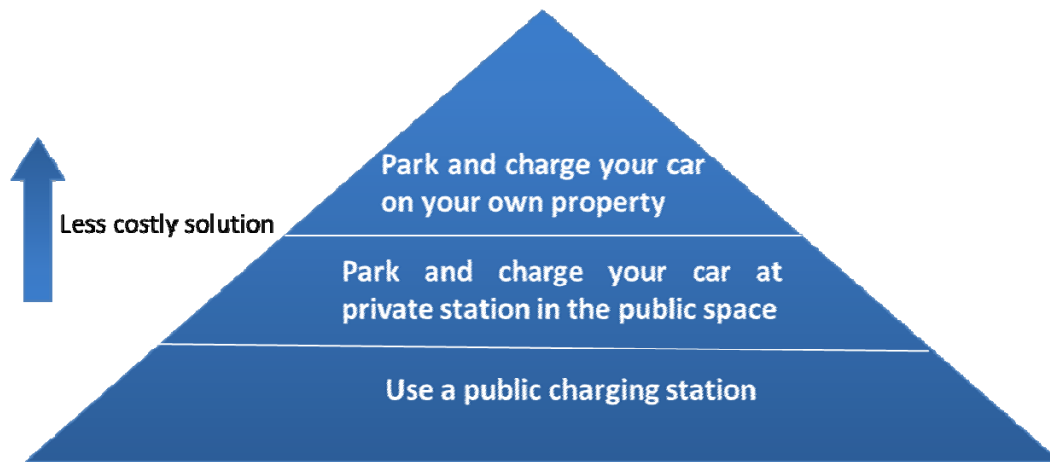 Park and charge your car
on your own property
Less costly solution
Park and charge your car at
private station in the public space
Use a public charging station